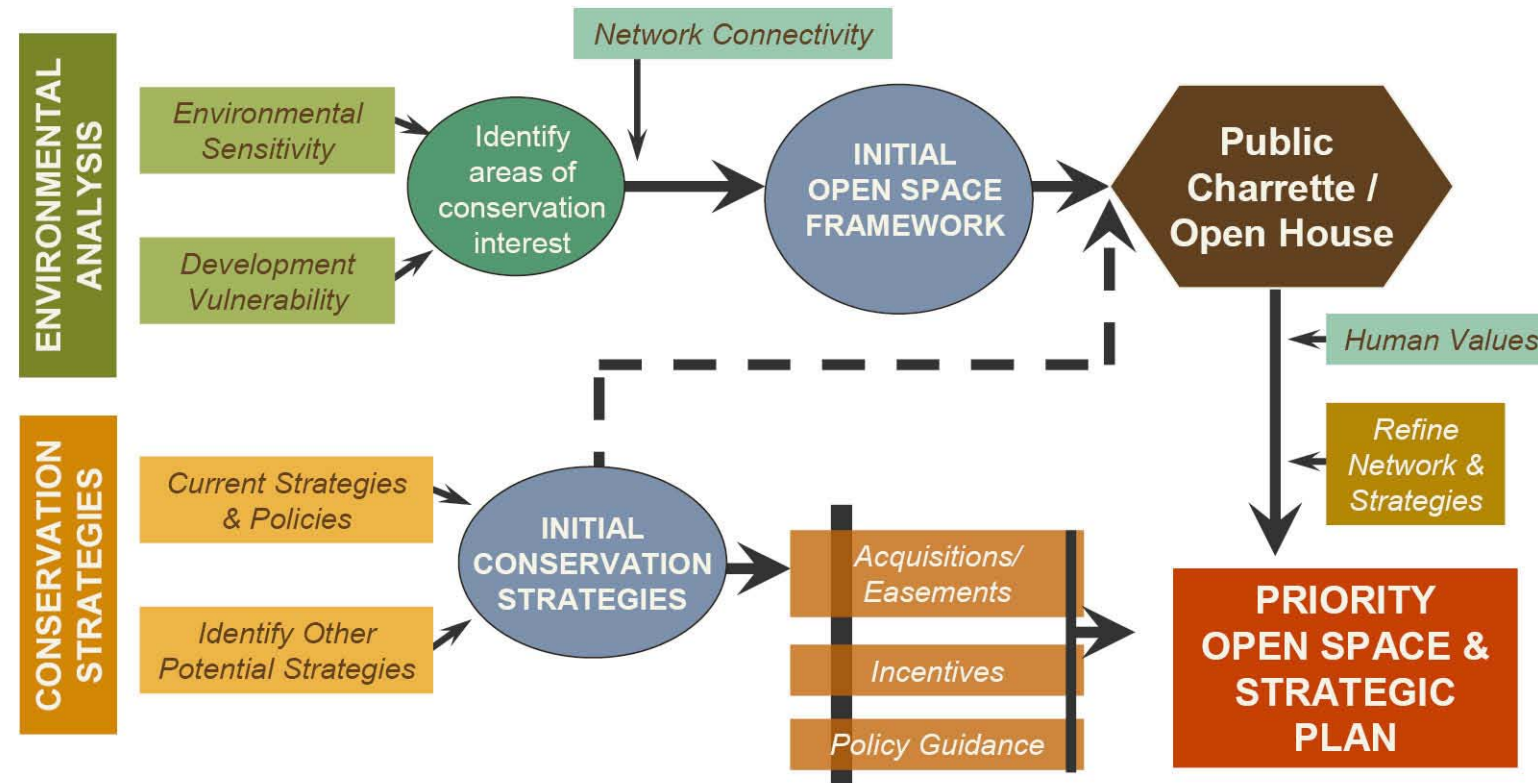 ENVIRONMENTAL
ANALYSIS
Network Connectivity
Environmental
Sensitivity
Development
Vulnerability
Identify
areas of
conservation
interest
INITIAL
OPEN SPACE
FRAMEWORK
Public
Charrette /
Open House
Human Values
Refine
Network &
Strategies
CONSERVATION
STRATEGIES
Current Strategies
& Policies
Identify Other
Potential Strategies
INITIAL
CONSERVATION
STRATEGIES
Acquisitions/
Easements
Incentives
Policy Guidance
PRIORITY
OPEN SPACE &
STRATEGIC
PLAN